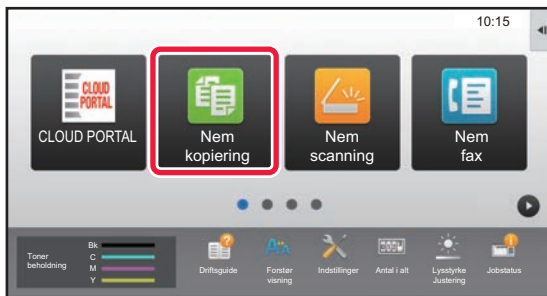 10:15
CLOUD
PORTAL
CLOUD PORTAL
Nem
kopiering
Nem
scanning
Nem
fax
Toner
beholdning
Bk
C
M
Y
Driftsguide
Forstør
visning
Indstillinger
Antal i alt
Lysstyrke
Justering
Jobstatus